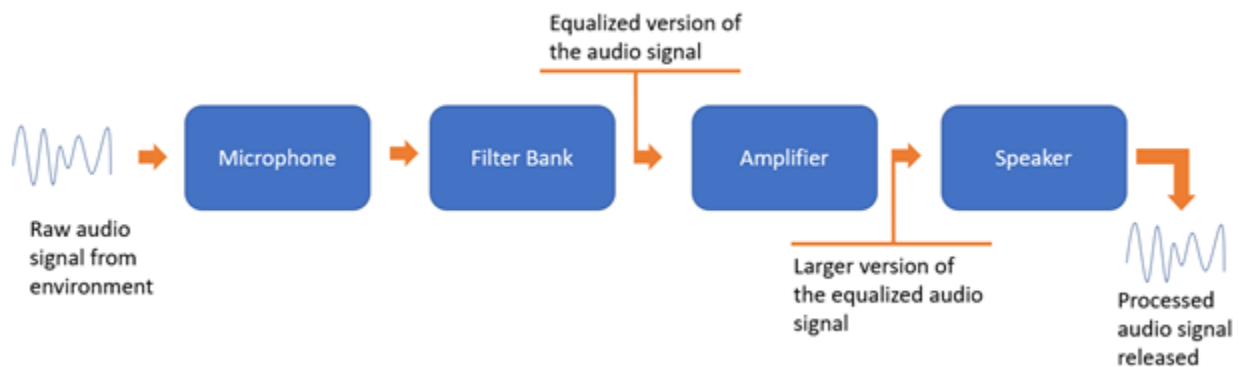 Equalized version of
the audio signal
Microphone
Filter Bank
Amplifier
Speaker
Raw audio
signal from
environment
Larger version of
the equalized audio
signal
Processed
audio signal
released